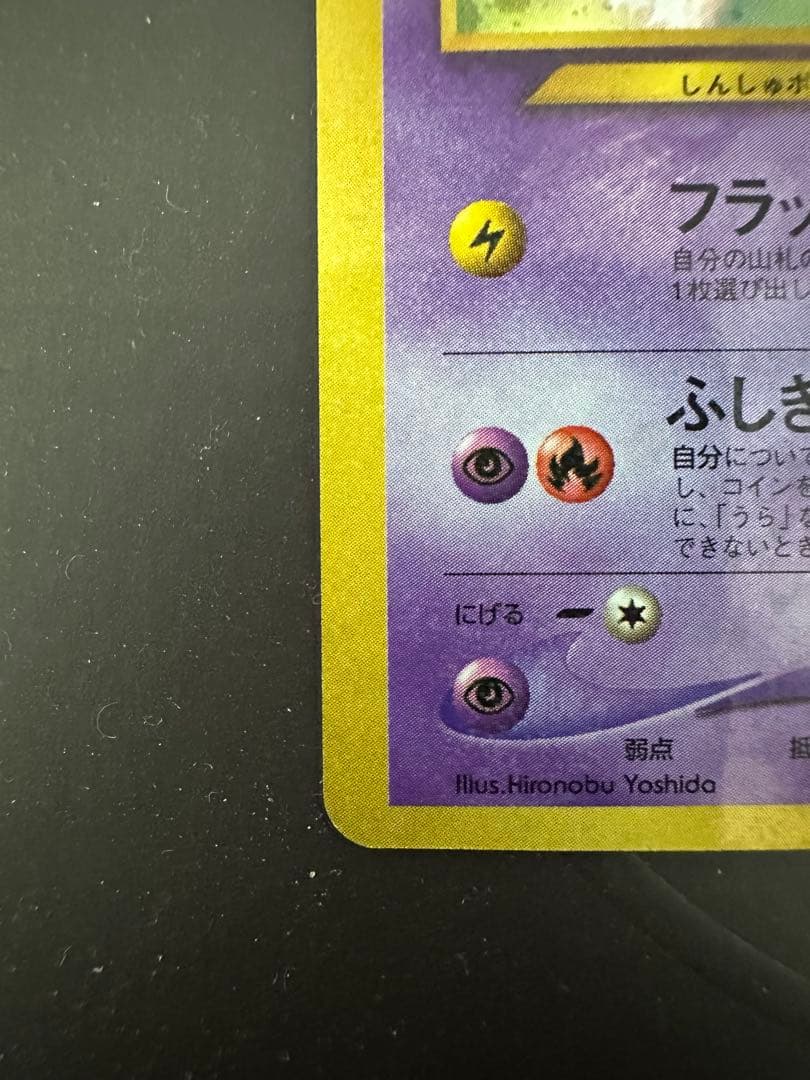 しんしゅポ
フラッ
自分の山札の
1枚選び出し
ふしぎ
自分について
し、コインを
に、「うら」な
できないとき
にげる
弱点
抵
Illus.Hironobu Yoshida